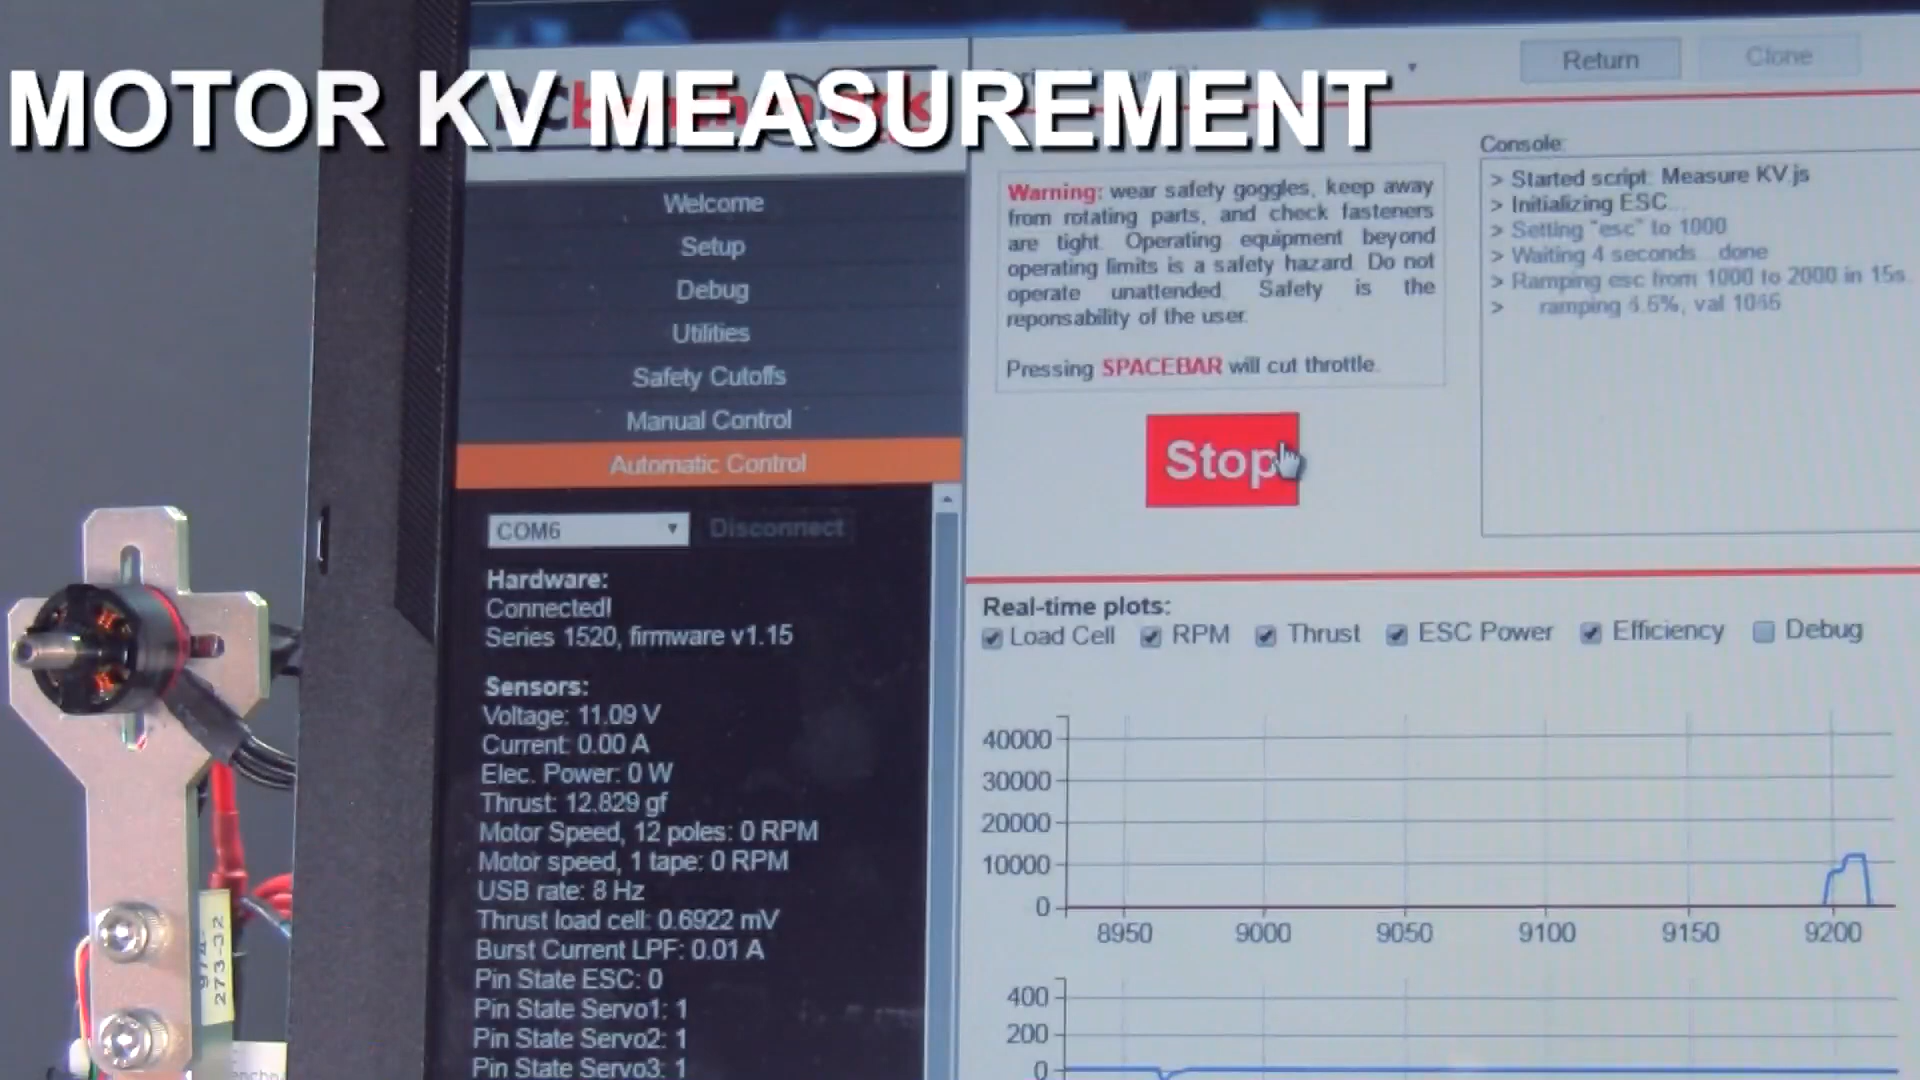 MOTOR KV MEASUREMENT
Return
Clone
Welcome
Setup
Debug
Utilities
Safety Cutoffs
Manual Control
Automatic Control
COM6
Disconnect
Hardware:
Connected!
Series 1520, firmware v1.15
Sensors:
Voltage: 11.09 V
Current: 0.00 A
Elec. Power: 0 W
Thrust: 12.829 gf
Motor Speed, 12 poles: 0 RPM
Motor speed, 1 tape: 0 RPM
USB rate: 8 Hz
Thrust load cell: 0.6922 mV
Burst Current LPF: 0.01 A
Pin State ESC: 0
Pin State Servo1: 1
Pin State Servo2: 1
Pin State Servo3: 1
Warning: wear safety goggles, keep away
from rotating parts, and check fasteners
are tight. Operating equipment beyond
operating limits is a safety hazard. Do not
operate unattended. Safety is the
reponsability of the user.
Pressing SPACEBAR will cut throttle.
Stop
Console:
> Started script: Measure KV.js
> Initializing ESC...
> Setting "esc" to 1000
> Waiting 4 seconds...done
> Ramping esc from 1000 to 2000 in 15s.
> ramping %, val
Real-time plots:
Load Cell RPM Thrust ESC Power Efficiency Debug
40000
30000
20000
10000
0
8950 9000 9050 9100 9150 9200
400
200
0
273-32